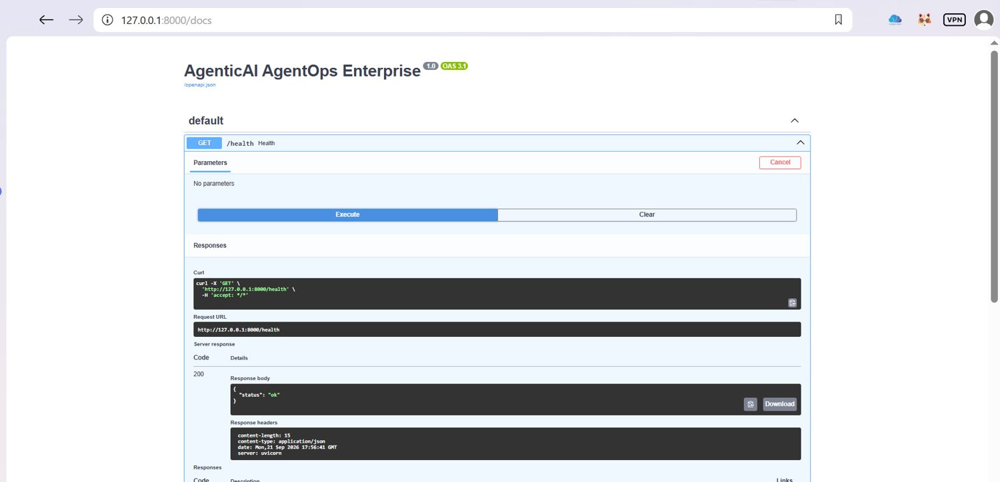 127.0.0.1:8000/docs
VPN
AgenticAI AgentOps Enterprise 1.0 OAS 3.1
/openapi.json
default
GET /health Health
Parameters
Cancel
No parameters
Execute
Clear
Responses
Curl
curl -X 'GET' \
'http://127.0.0.1:8000/health' \
-H 'accept: */*'
Request URL
http://127.0.0.1:8000/health
Server response
Code Details
200
Response body
{
"status": "ok"
}
Download
Response headers
content-length: 15
content-type: application/json
date: Mon,21 Sep 2026 17:56:41 GMT
server: uvicorn
Responses
Code Description Links